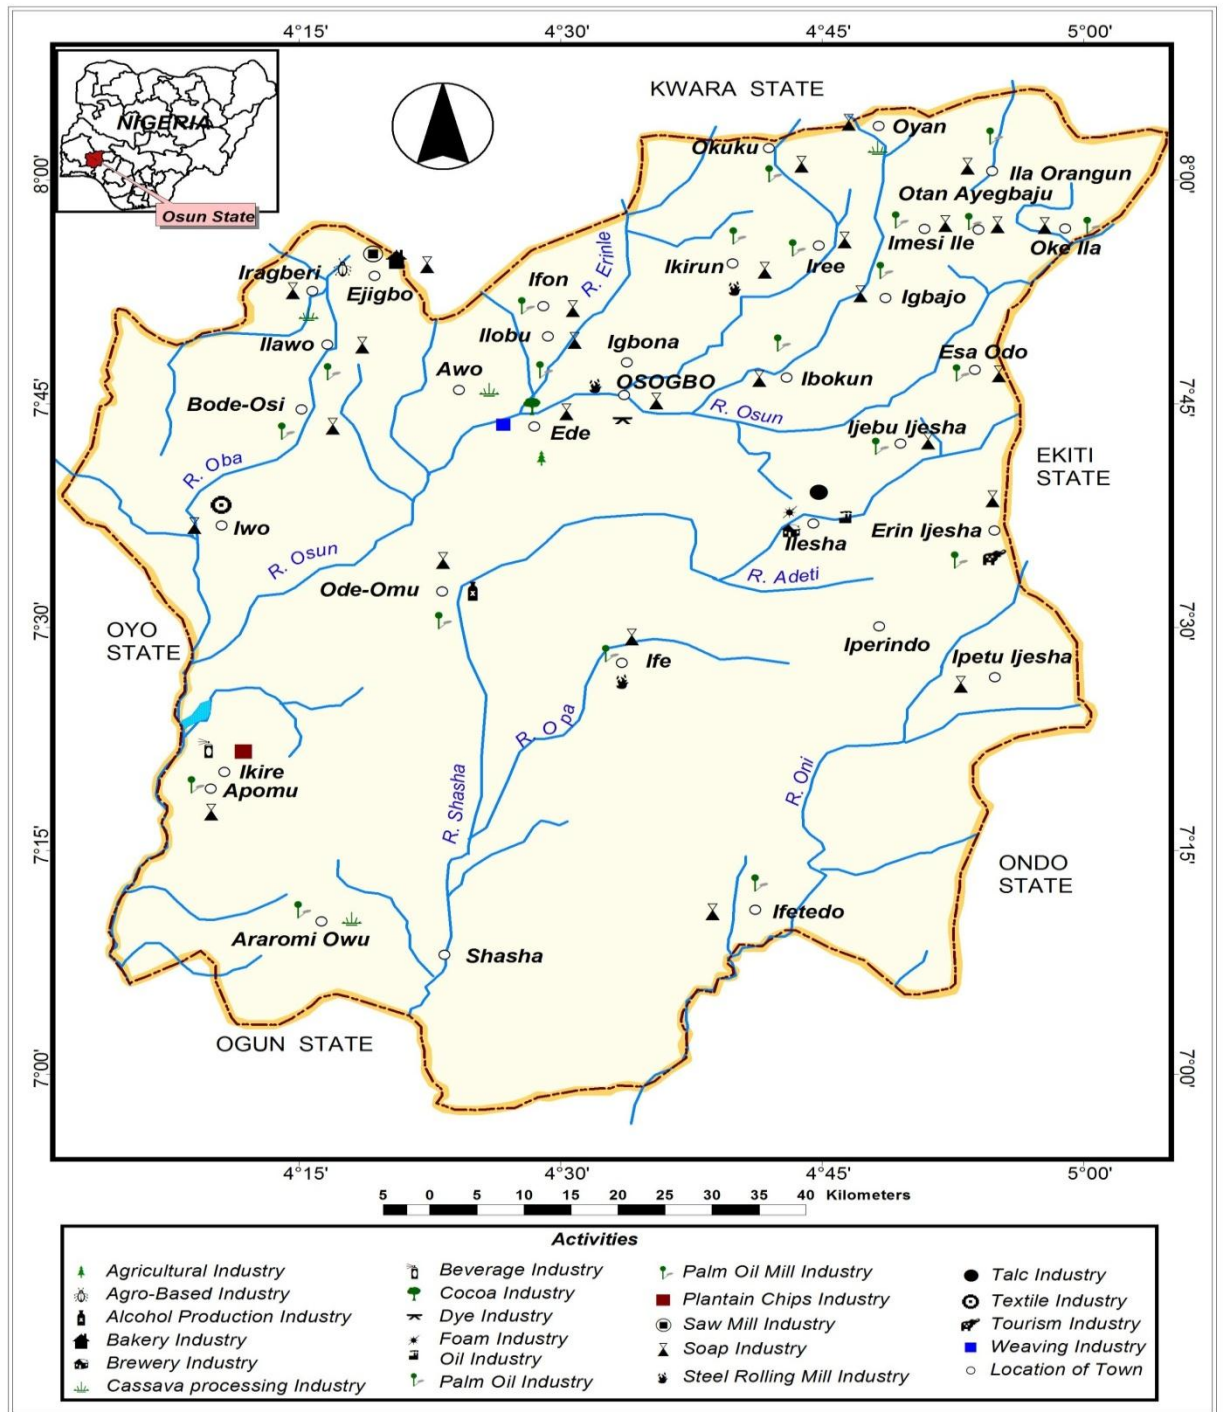 4°15'
4°30'
4°45'
5°00'
NIGERIA
Osun State
KWARA STATE
8°00'
8°00'
Oyan
Okuku
Ila Orangun
Otan Ayegbaju
Imesi Ile
Oke Ila
Iragberi
Ejigbo
Ifon
R. Erinle
Ikirun
Iree
Igbajo
Ilawo
Ilobu
Igbona
Esa Odo
Awo
OSOGBO
Ibokun
7°45'
7°45'
Bode-Osi
Ede
R. Osun
Ijebu Ijesha
EKITI
STATE
R. Oba
Iwo
Ilesha
Erin Ijesha
R. Osun
Ode-Omu
R. Adeti
7°30'
7°30'
OYO
STATE
Ife
Iperindo
Ipetu Ijesha
R. Opa
R. Oni
Ikire
Apomu
R. Shasha
7°15'
7°15'
ONDO
STATE
Ifetedo
Araromi Owu
Shasha
OGUN STATE
7°00'
7°00'
4°15'
4°30'
4°45'
5°00'
5 0 5 10 15 20 25 30 35 40 Kilometers
Activities
Agricultural Industry
Agro-Based Industry
Alcohol Production Industry
Bakery Industry
Brewery Industry
Cassava processing Industry
Beverage Industry
Cocoa Industry
Dye Industry
Foam Industry
Oil Industry
Palm Oil Industry
Palm Oil Mill Industry
Plantain Chips Industry
Saw Mill Industry
Soap Industry
Steel Rolling Mill Industry
Talc Industry
Textile Industry
Tourism Industry
Weaving Industry
Location of Town